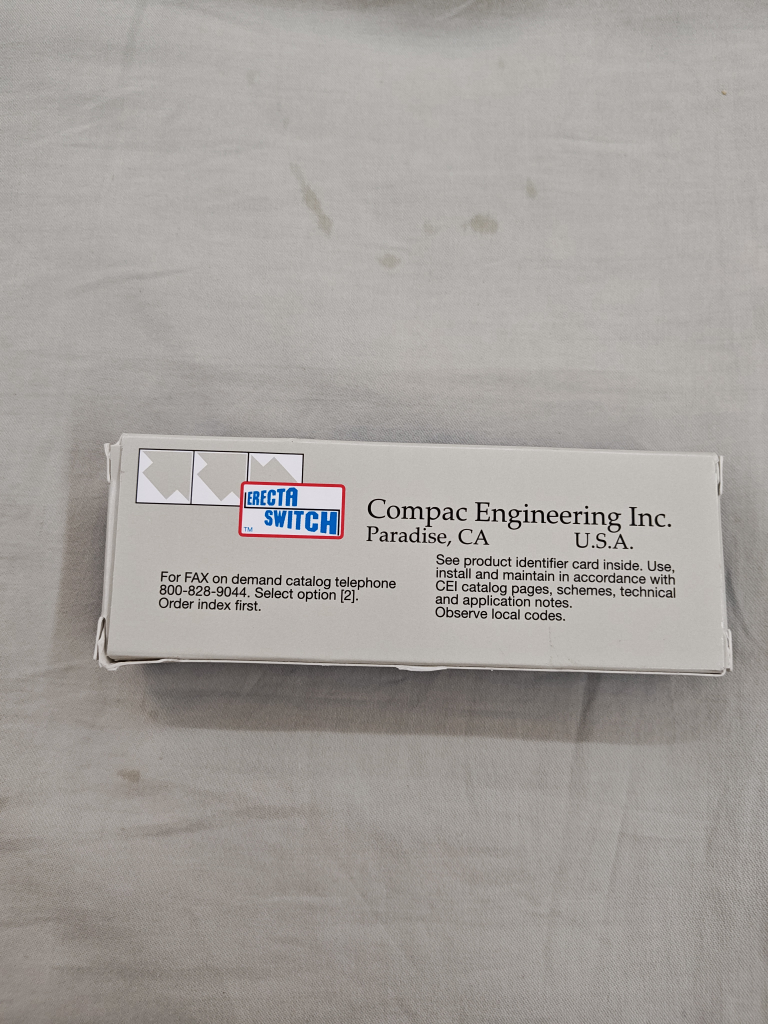 ERECTA
SWITCH
TM
Compac Engineering Inc.
Paradise, CA U.S.A.
For FAX on demand catalog telephone
800-828-9044. Select option [2].
Order index first.
See product identifier card inside. Use,
install and maintain in accordance with
CEI catalog pages, schemes, technical
and application notes.
Observe local codes.